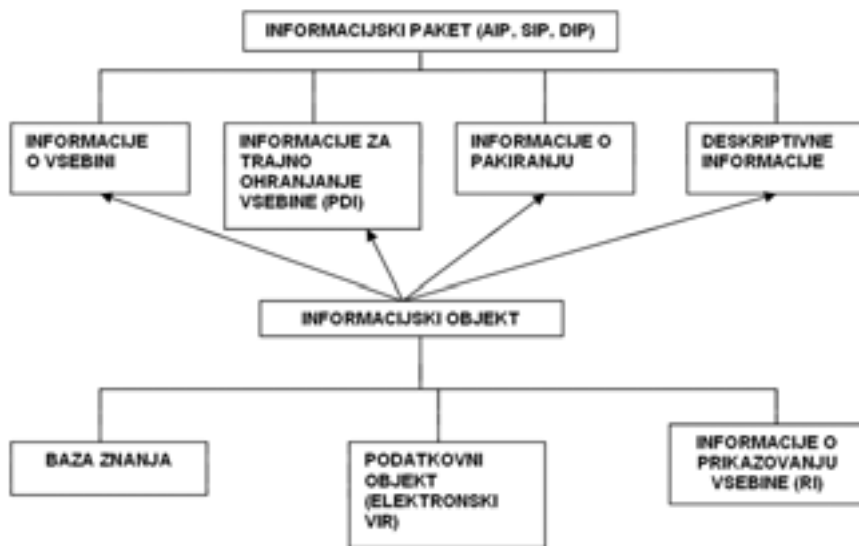 INFORMACIJSKI PAKET (AIP, SIP, DIP)
INFORMACIJE
O VSEBINI
INFORMACIJE ZA
TRAJNO
OHRANJANJE
VSEBINE (PDI)
INFORMACIJE O
PAKIRANJU
DESKRIPTIVNE
INFORMACIJE
INFORMACIJSKI OBJEKT
BAZA ZNANJA
PODATKOVNI
OBJEKT
(ELEKTRONSKI
VIR)
INFORMACIJE O
PRIKAZOVANJU
VSEBINE (RI)